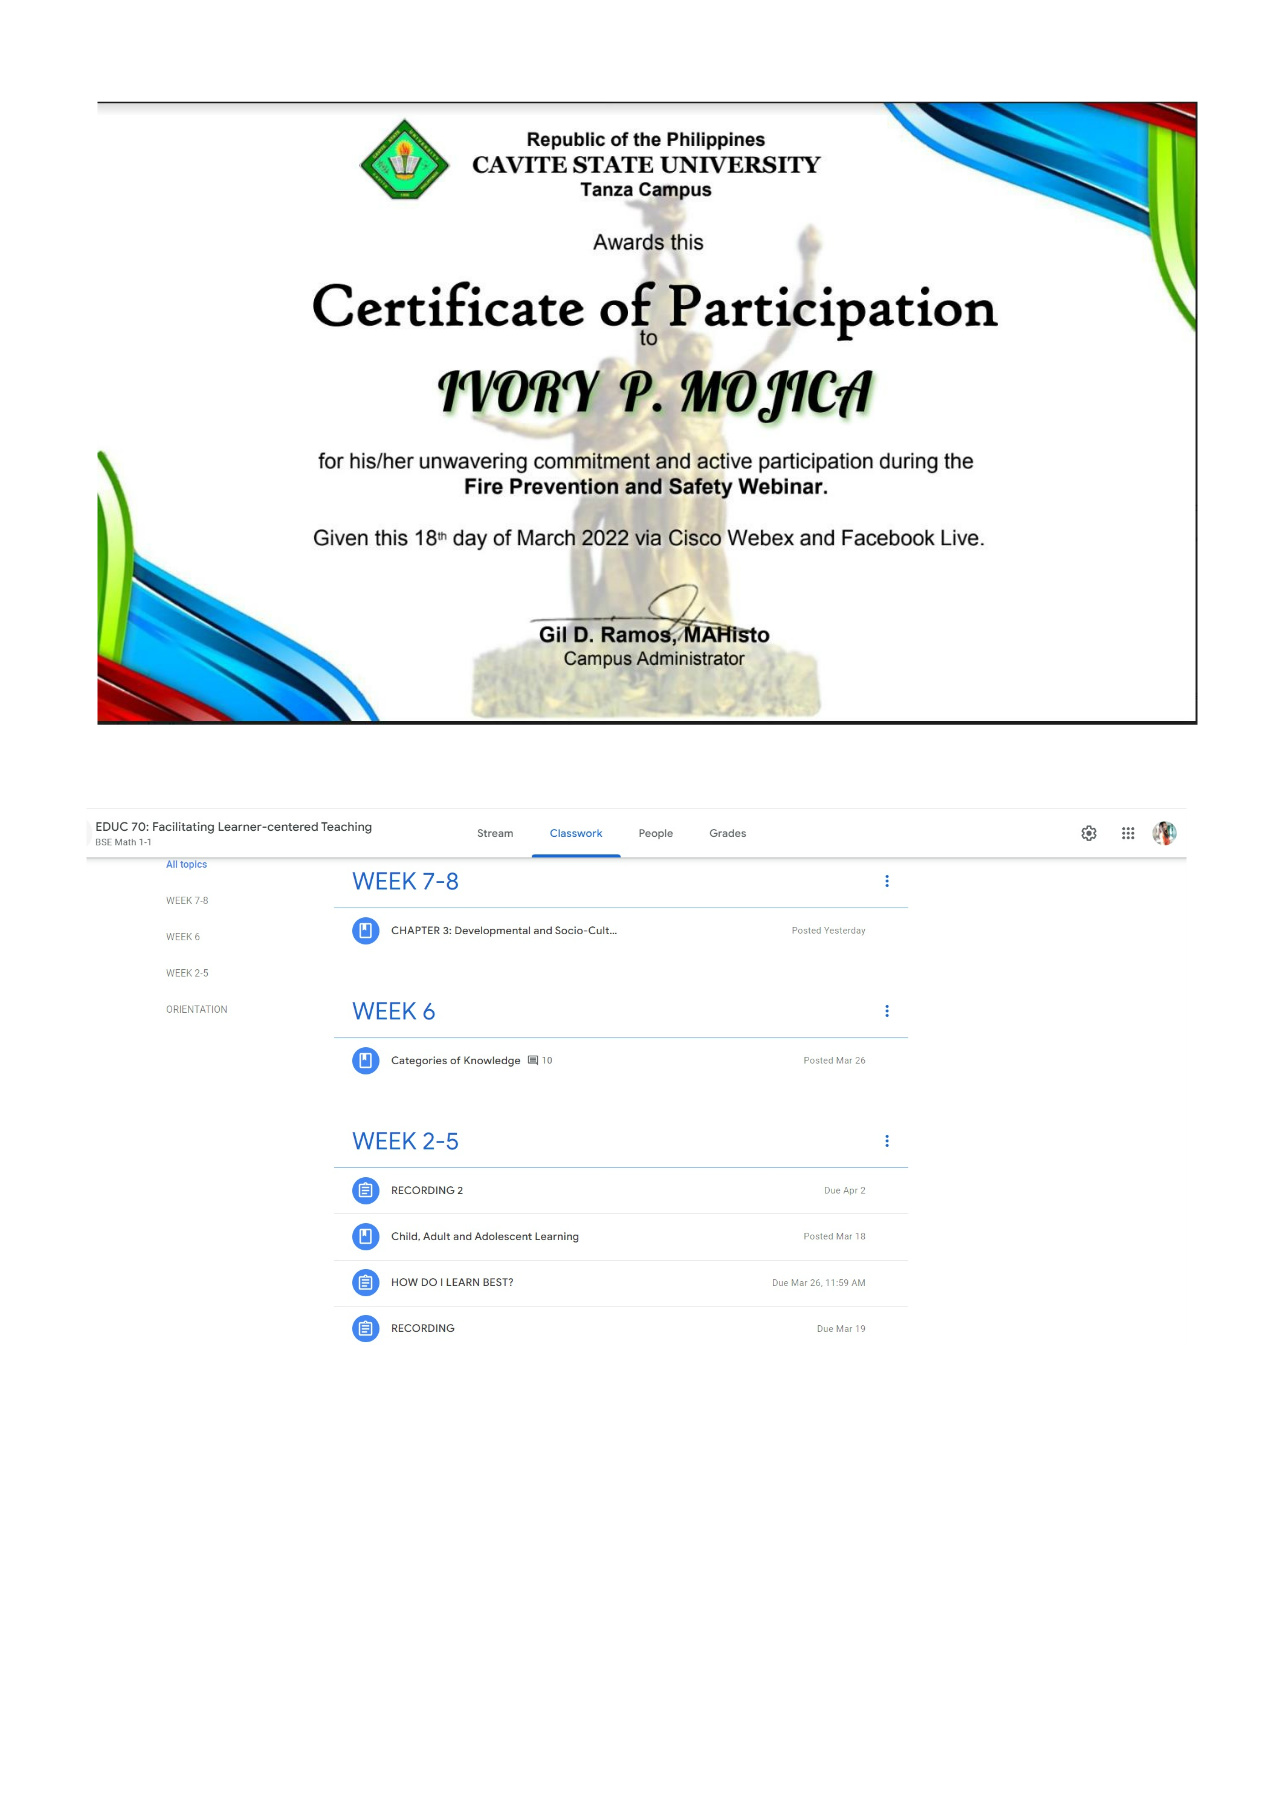 Republic of the Philippines
CAVITE STATE UNIVERSITY
Tanza Campus
Awards this
Certificate of Participation
to
IVORY P. MOJICA
for his/her unwavering commitment and active participation during the
Fire Prevention and Safety Webinar.
Given this 18th day of March 2022 via Cisco Webex and Facebook Live.
Gil D. Ramos, MAHisto
Campus Administrator
EDUC 70: Facilitating Learner-centered Teaching
BSE Math 1-1
Stream Classwork People Grades
All topics
WEEK 7-8
WEEK 6
WEEK 2-5
ORIENTATION
WEEK 7-8
CHAPTER 3: Developmental and Socio-Cult... Posted Yesterday
WEEK 6
Categories of Knowledge 10 Posted Mar 26
WEEK 2-5
RECORDING 2 Due Apr 2
Child, Adult and Adolescent Learning Posted Mar 18
HOW DO I LEARN BEST? Due Mar 26, 11:59 AM
RECORDING Due Mar 19